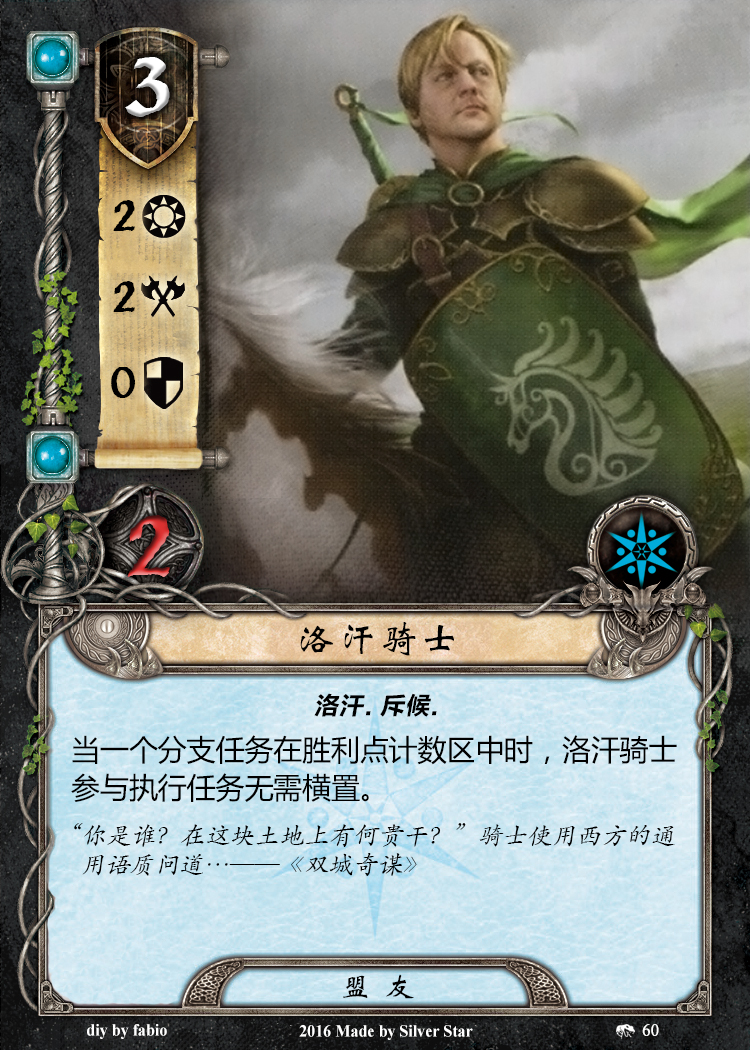 3
2
2
0
2
洛汗骑士
洛汗. 斥候.
当一个分支任务在胜利点计数区中时，洛汗骑士
参与执行任务无需横置。
“你是谁？在这块土地上有何贵干？”骑士使用西方的通
用语质问道…——《双城奇谋》
盟友
diy by fabio
2016 Made by Silver Star
60